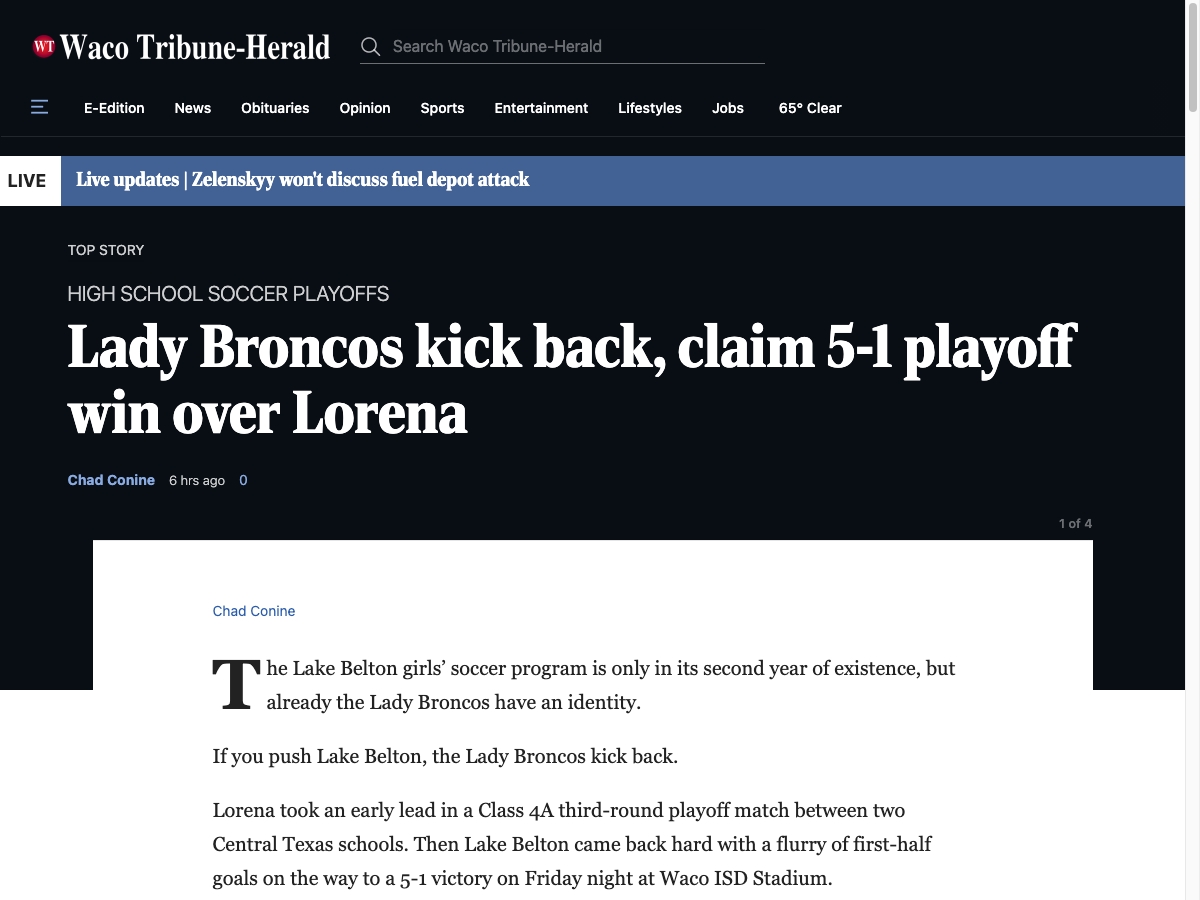 WT Waco Tribune-Herald
Search Waco Tribune-Herald
E-Edition News Obituaries Opinion Sports Entertainment Lifestyles Jobs 65° Clear
LIVE Live updates | Zelenskyy won't discuss fuel depot attack
TOP STORY
HIGH SCHOOL SOCCER PLAYOFFS
Lady Broncos kick back, claim 5-1 playoff
win over Lorena
Chad Conine 6 hrs ago 0
1 of 4
Chad Conine
The Lake Belton girls’ soccer program is only in its second year of existence, but
already the Lady Broncos have an identity.
If you push Lake Belton, the Lady Broncos kick back.
Lorena took an early lead in a Class 4A third-round playoff match between two
Central Texas schools. Then Lake Belton came back hard with a flurry of first-half
goals on the way to a 5-1 victory on Friday night at Waco ISD Stadium.